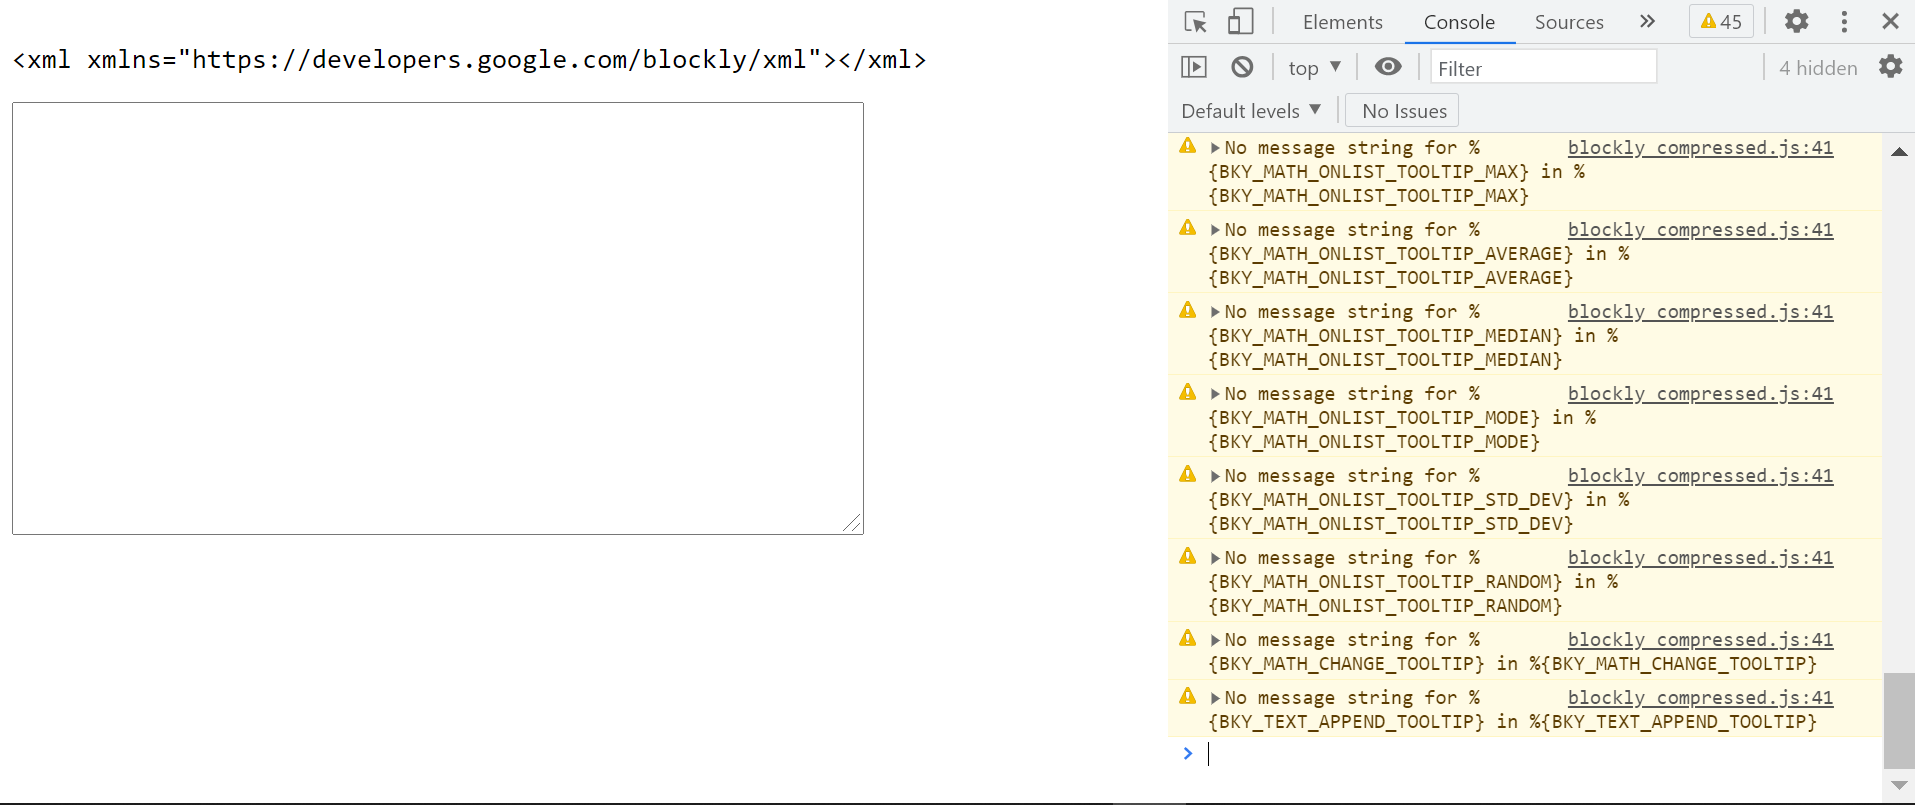 <xml xmlns="https://developers.google.com/blockly/xml"></xml>
Elements Console Sources » 45
top Filter 4 hidden
Default levels No Issues
No message string for % blockly_compressed.js:41
{BKY_MATH_ONLIST_TOOLTIP_MAX} in %
{BKY_MATH_ONLIST_TOOLTIP_MAX}
No message string for % blockly_compressed.js:41
{BKY_MATH_ONLIST_TOOLTIP_AVERAGE} in %
{BKY_MATH_ONLIST_TOOLTIP_AVERAGE}
No message string for % blockly_compressed.js:41
{BKY_MATH_ONLIST_TOOLTIP_MEDIAN} in %
{BKY_MATH_ONLIST_TOOLTIP_MEDIAN}
No message string for % blockly_compressed.js:41
{BKY_MATH_ONLIST_TOOLTIP_MODE} in %
{BKY_MATH_ONLIST_TOOLTIP_MODE}
No message string for % blockly_compressed.js:41
{BKY_MATH_ONLIST_TOOLTIP_STD_DEV} in %
{BKY_MATH_ONLIST_TOOLTIP_STD_DEV}
No message string for % blockly_compressed.js:41
{BKY_MATH_ONLIST_TOOLTIP_RANDOM} in %
{BKY_MATH_ONLIST_TOOLTIP_RANDOM}
No message string for % blockly_compressed.js:41
{BKY_MATH_CHANGE_TOOLTIP} in %{BKY_MATH_CHANGE_TOOLTIP}
No message string for % blockly_compressed.js:41
{BKY_TEXT_APPEND_TOOLTIP} in %{BKY_TEXT_APPEND_TOOLTIP}